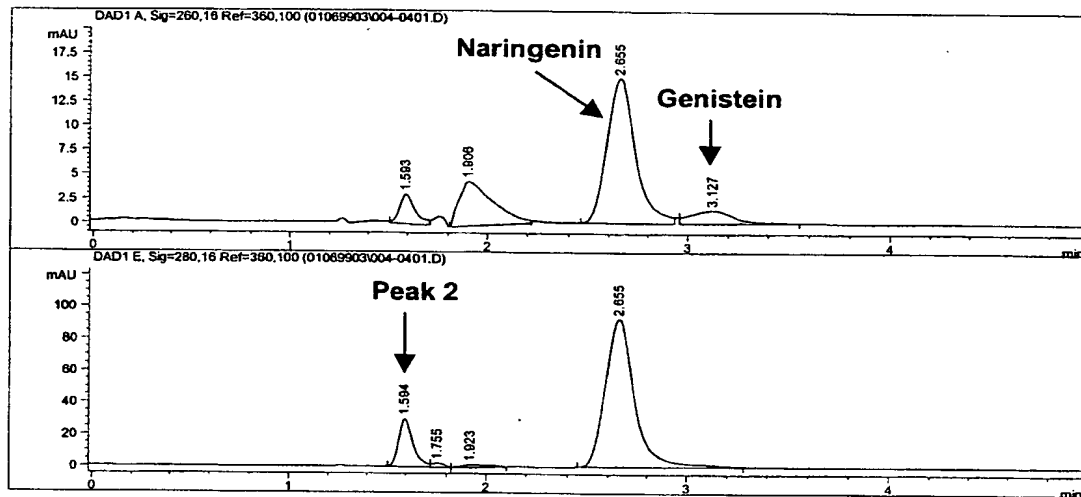 DAD1 A, Sig=260,16 Ref=360,100 (01069903\004-0401.D)
mAU
17.5
15
12.5
10
7.5
5
2.5
0
Naringenin
Genistein
1.593
1.906
2.655
3.127
0 1 2 3 4 min
DAD1 E, Sig=280,16 Ref=360,100 (01069903\004-0401.D)
mAU
100
80
60
40
20
0
Peak 2
1.594
1.755
1.923
2.655
0 1 2 3 4 min